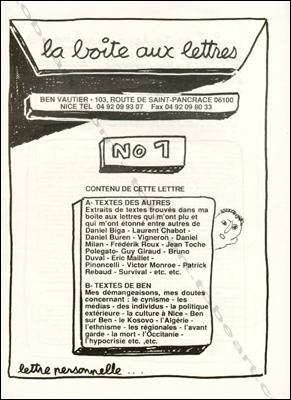 la boîte aux lettres
BEN VAUTIER • 103, ROUTE DE SAINT-PANCRACE 06100
NICE TEL 04 92 09 93 07 Fax 04 92 09 80 33
No 1
CONTENU DE CETTE LETTRE
A- TEXTES DES AUTRES
Extraits de textes trouvés dans ma
boite aux lettres qui m'ont plu et
qui m'ont étonné entre autres de
Daniel Biga - Laurent Chabot -
Daniel Buren - Vigneron - Daniel
Milan - Frédérik Roux - Jean Toche
Polegato- Guy Giraud - Bruno
Duval - Eric Maillet -
Pinoncelli - Victor Monroe - Patrick
Rebaud - Survival - etc. etc.
B- TEXTES DE BEN
Mes démangeaisons, mes doutes
concernant : le cynisme - les
médias - des individus - la politique
extérieure - la culture à Nice - Ben
sur Ben - le Kosovo - l'Algérie -
l'ethnisme - les régionales - l'avant
garde - la mort - l'Occitanie -
l'hypocrisie etc. ,etc.
lettre personnelle...